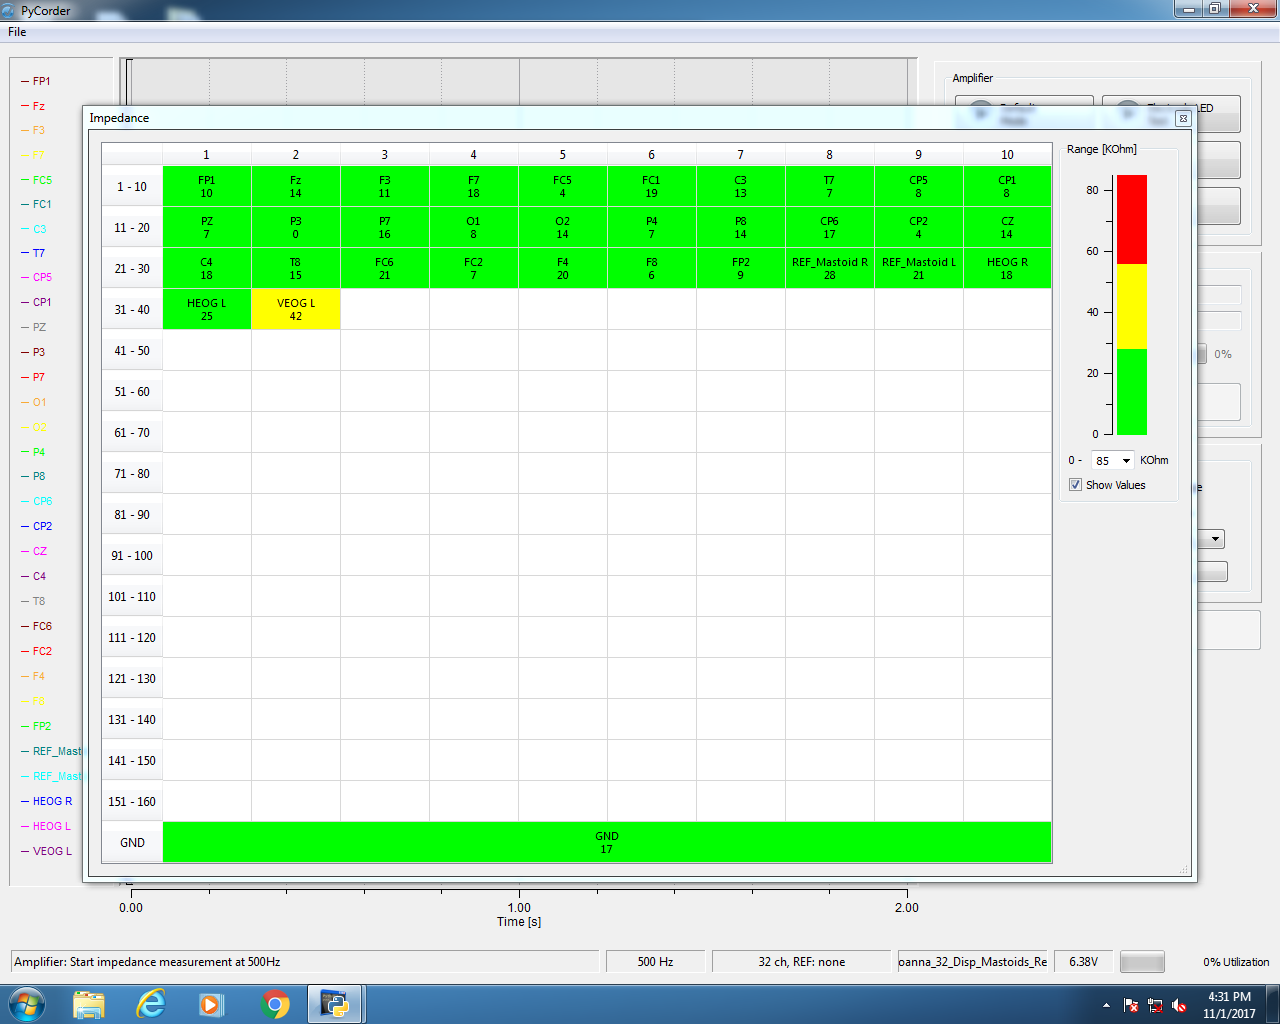 PyCorder
File
FP1
Fz
F3
F7
FC5
FC1
C3
T7
CP5
CP1
PZ
P3
P7
O1
O2
P4
P8
CP6
CP2
CZ
C4
T8
FC6
FC2
F4
F8
FP2
REF_Mast
REF_Mast
HEOG R
HEOG L
VEOG L
Amplifier
Default
Mode
Electrode LED
Test
Impedance
1 2 3 4 5 6 7 8 9 10
1 - 10 FP1 Fz F3 F7 FC5 FC1 C3 T7 CP5 CP1
10 14 11 18 4 19 13 7 8 8
11 - 20 PZ P3 P7 O1 O2 P4 P8 CP6 CP2 CZ
7 0 16 8 14 7 14 17 4 14
21 - 30 C4 T8 FC6 FC2 F4 F8 FP2 REF_Mastoid R REF_Mastoid L HEOG R
18 15 21 7 20 6 9 28 21 18
31 - 40 HEOG L VEOG L
25 42
41 - 50
51 - 60
61 - 70
71 - 80
81 - 90
91 - 100
101 - 110
111 - 120
121 - 130
131 - 140
141 - 150
151 - 160
GND GND
17
Range [KOhm]
80
60
40
20
0
0 - 85 KOhm
Show Values
0%
0.00 1.00 2.00
Time [s]
Amplifier: Start impedance measurement at 500Hz
500 Hz
32 ch, REF: none
oanna_32_Disp_Mastoids_Re
6.38V
0% Utilization
4:31 PM
11/1/2017